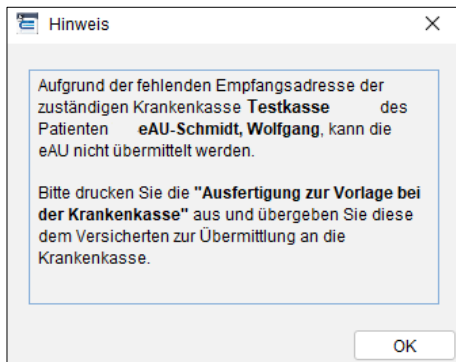 Hinweis
Aufgrund der fehlenden Empfangsadresse der
zuständigen Krankenkasse Testkasse des
Patienten eAU-Schmidt, Wolfgang, kann die
eAU nicht übermittelt werden.
Bitte drucken Sie die "Ausfertigung zur Vorlage bei
der Krankenkasse" aus und übergeben Sie diese
dem Versicherten zur Übermittlung an die
Krankenkasse.
OK